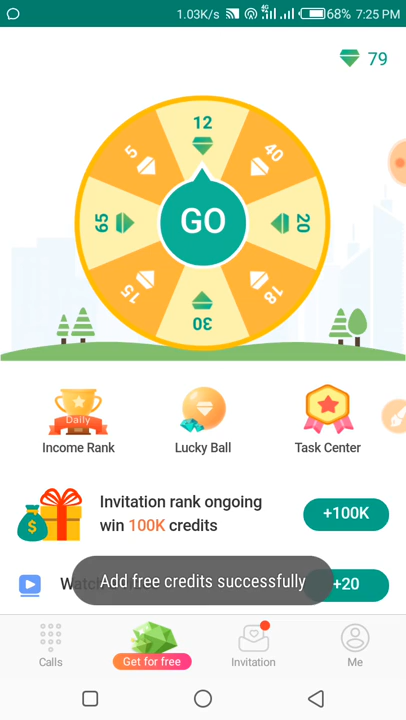 1.03K/s 4G 68% 7:25 PM
79
12
40
20
18
30
15
65
5
GO
Daily
Income Rank
Lucky Ball
Task Center
Invitation rank ongoing
win 100K credits
+100K
$
Add free credits successfully
+20
Calls
Get for free
Invitation
Me